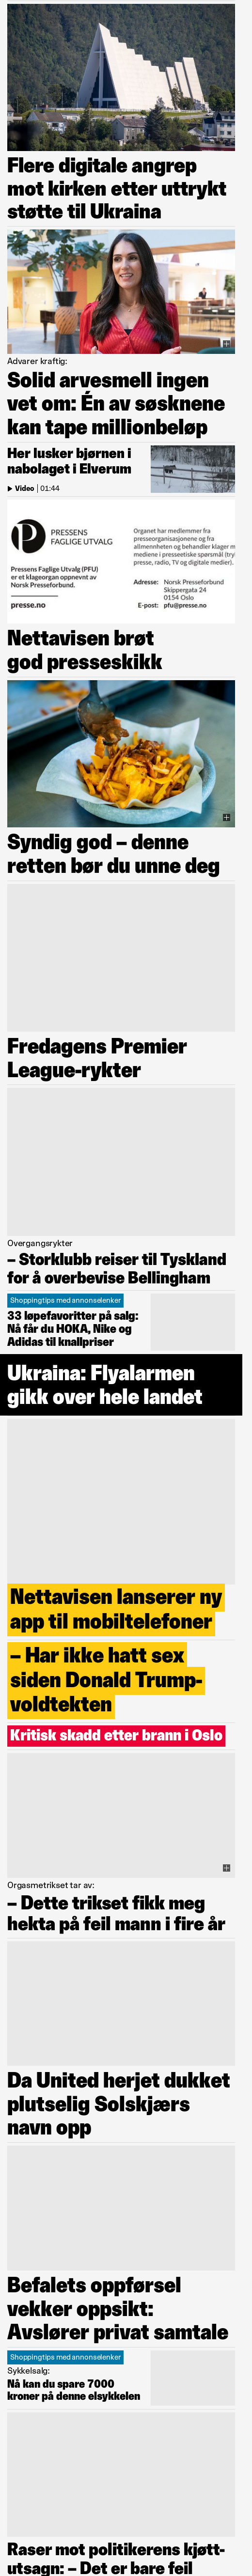 Flere digitale angrep
mot kirken etter uttrykt
støtte til Ukraina
Advarer kraftig:
Solid arvesmell ingen
vet om: Én av søsknene
kan tape millionbeløp
Her lusker bjørnen i
nabolaget i Elverum
Video | 01:44
PRESSENS
FAGLIGE UTVALG
Pressens Faglige Utvalg (PFU)
er et klageorgan oppnevnt av
Norsk Presseforbund.
presse.no
Organet har medlemmer fra
presseorganisasjonene og fra
allmennheten og behandler klager
mediene i presseetiske spørsmål (try
presse, radio, TV og digitale medier).
Adresse: Norsk Presseforbund
Skippergata 24
0154 Oslo
E-post: pfu@presse.no
Nettavisen brøt
god presseskikk
Syndig god – denne
retten bør du unne deg
Fredagens Premier
League-rykter
Overgangsrykter
– Storklubb reiser til Tyskland
for å overbevise Bellingham
Shoppingtips med annonselenker
33 løpefavoritter på salg:
Nå får du HOKA, Nike og
Adidas til knallpriser
Ukraina: Flyalarmen
gikk over hele landet
Nettavisen lanserer ny
app til mobiltelefoner
– Har ikke hatt sex
siden Donald Trump-
voldtekten
Kritisk skadd etter brann i Oslo
Orgasmetrikset tar av:
– Dette trikset fikk meg
hekta på feil mann i fire år
Da United herjet dukket
plutselig Solskjærs
navn opp
Befalets oppførsel
vekker oppsikt:
Avslører privat samtale
Shoppingtips med annonselenker
Sykkelsalg:
Nå kan du spare 7000
kroner på denne elsykkelen
Raser mot politikerens kjøtt-
utsagn: – Det er bare feil